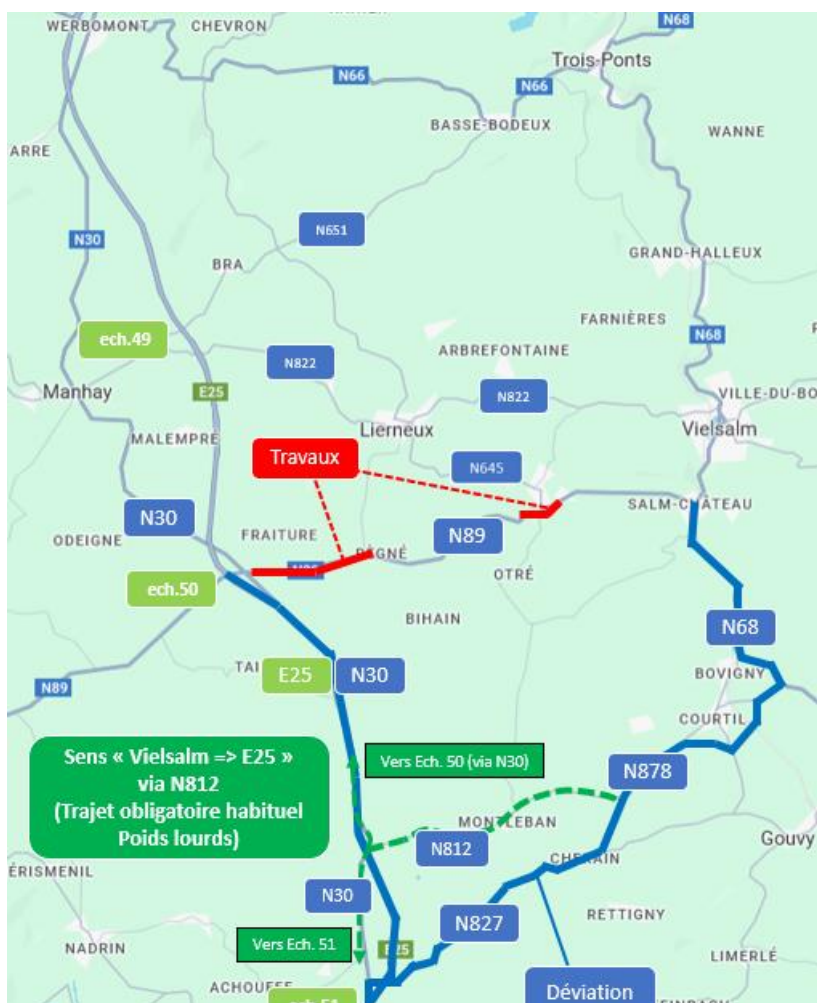 N68
WERBOMONT
CHEVRON
Trois-Ponts
N66
N66
BASSE-BODEUX
WANNE
ARRE
N651
N30
BRA
GRAND-HALLEUX
FARNIÈRES
ech.49
N68
ARBREFONTAINE
N822
E25
Manhay
N822
VILLE-DU-BO
Lierneux
Vielsalm
MALEMPRÉ
Travaux
N645
SALM-CHÂTEAU
N30
FRAITURE
N89
ODEIGNE
OTRÉ
ech.50
BIHAIN
N68
TAI
E25
N30
BOVIGNY
N89
COURTIL
Sens « Vielsalm => E25 »
via N812
(Trajet obligatoire habituel
Poids lourds)
Vers Ech. 50 (via N30)
N878
MONTLEBAN
N812
Gouvy
CHERAIN
ÉRISMENIL
N30
N827
RETTIGNY
NADRIN
Vers Ech. 51
E25
LIMERLÉ
ACHOUFFE
Déviation